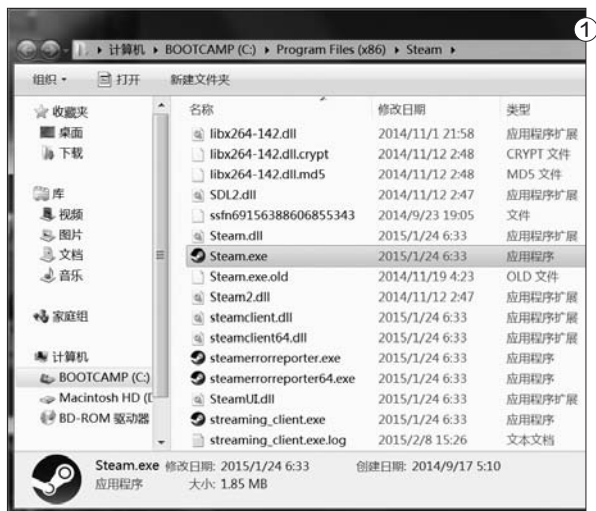 ①
计算机 ▸ BOOTCAMP (C:) ▸ Program Files (x86) ▸ Steam ▸
组织 打开 新建文件夹
收藏夹
桌面
下载
库
视频
图片
文档
音乐
家庭组
计算机
BOOTCAMP (C:)
Macintosh HD (
BD-ROM 驱动器
名称 修改日期 类型
libx264-142.dll 2014/11/1 21:58 应用程序扩展
libx264-142.dll.crypt 2014/11/12 2:48 CRYPT 文件
libx264-142.dll.md5 2014/11/12 2:48 MD5 文件
SDL2.dll 2014/11/12 2:47 应用程序扩展
ssfn69156388606855343 2014/9/23 19:05 文件
Steam.dll 2015/1/24 6:33 应用程序扩展
Steam.exe 2015/1/24 6:33 应用程序
Steam.exe.old 2014/11/19 4:23 OLD 文件
Steam2.dll 2014/11/12 2:47 应用程序扩展
steamclient.dll 2015/1/24 6:33 应用程序扩展
steamclient64.dll 2015/1/24 6:33 应用程序扩展
steamerrorreporter.exe 2015/1/24 6:33 应用程序
steamerrorreporter64.exe 2015/1/24 6:33 应用程序
SteamUI.dll 2015/1/24 6:33 应用程序扩展
streaming_client.exe 2015/1/24 6:33 应用程序
streaming_client.exe.log 2015/2/8 15:26 文本文档
Steam.exe 修改日期: 2015/1/24 6:33 创建日期: 2014/9/17 5:10
应用程序 大小: 1.85 MB